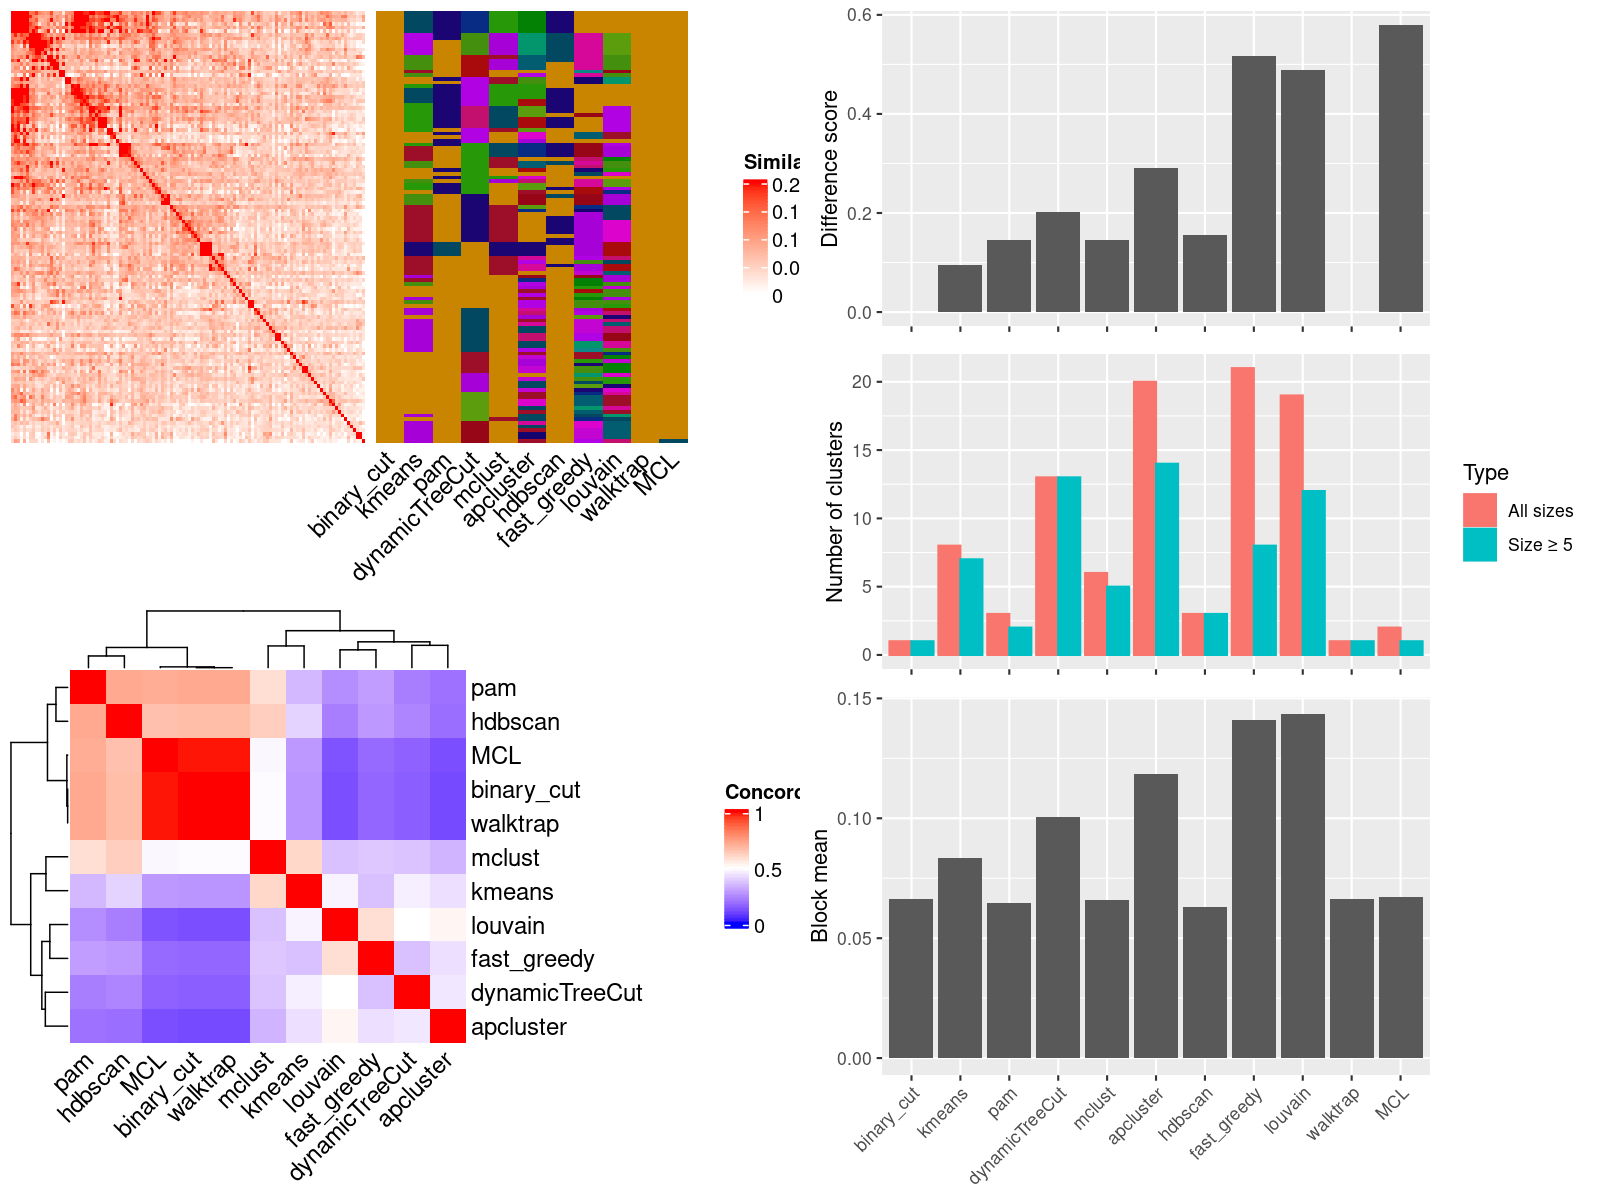 Simila
0.2
0.1
0.1
0.0
0
binary_cut
kmeans
pam
dynamicTreeCut
mclust
apcluster
hdbscan
fast_greedy
louvain
walktrap
MCL
pam
hdbscan
MCL
binary_cut
walktrap
mclust
kmeans
louvain
fast_greedy
dynamicTreeCut
apcluster
pam
hdbscan
MCL
binary_cut
walktrap
mclust
kmeans
louvain
fast_greedy
dynamicTreeCut
apcluster
Concord
1
0.5
0
Difference score
0.6
0.4
0.2
0.0
Number of clusters
20
15
10
5
0
Type
All sizes
Size ≥ 5
Block mean
0.15
0.10
0.05
0.00
binary_cut
kmeans
pam
dynamicTreeCut
mclust
apcluster
hdbscan
fast_greedy
louvain
walktrap
MCL